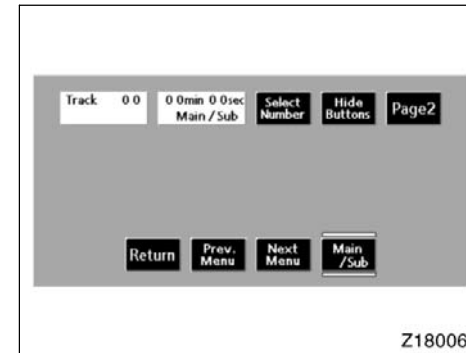 Track 0 0
0 0min 0 0sec
Main / Sub
Select
Number
Hide
Buttons
Page2
Return
Prev.
Menu
Next
Menu
Main
/Sub
Z18006